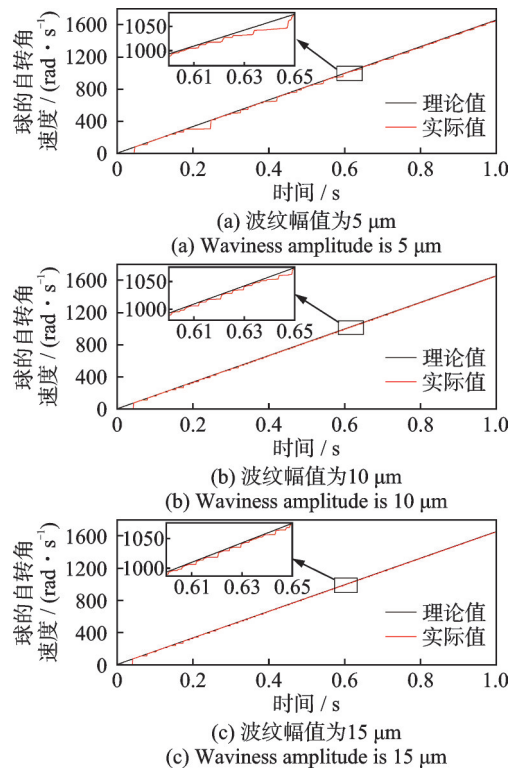 球的自转角
速度 / (rad·s⁻¹)
1600
1200
800
400
0
1050
1000
0.61 0.63 0.65
理论值
实际值
0 0.2 0.4 0.6 0.8 1.0
时间 / s
(a) 波纹幅值为5 μm
(a) Waviness amplitude is 5 μm
球的自转角
速度 / (rad·s⁻¹)
1600
1200
800
400
0
1050
1000
0.61 0.63 0.65
理论值
实际值
0 0.2 0.4 0.6 0.8 1.0
时间 / s
(b) 波纹幅值为10 μm
(b) Waviness amplitude is 10 μm
球的自转角
速度 / (rad·s⁻¹)
1600
1200
800
400
0
1050
1000
0.61 0.63 0.65
理论值
实际值
0 0.2 0.4 0.6 0.8 1.0
时间 / s
(c) 波纹幅值为15 μm
(c) Waviness amplitude is 15 μm